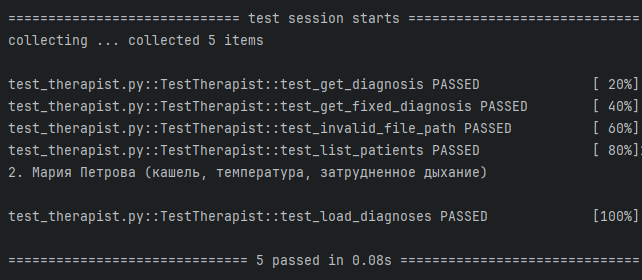 ============================= test session starts =============================
collecting ... collected 5 items
test_therapist.py::TestTherapist::test_get_diagnosis PASSED [ 20%]
test_therapist.py::TestTherapist::test_get_fixed_diagnosis PASSED [ 40%]
test_therapist.py::TestTherapist::test_invalid_file_path PASSED [ 60%]
test_therapist.py::TestTherapist::test_list_patients PASSED [ 80%]
2. Мария Петрова (кашель, температура, затрудненное дыхание)
test_therapist.py::TestTherapist::test_load_diagnoses PASSED [100%]
============================== 5 passed in 0.08s ==============================